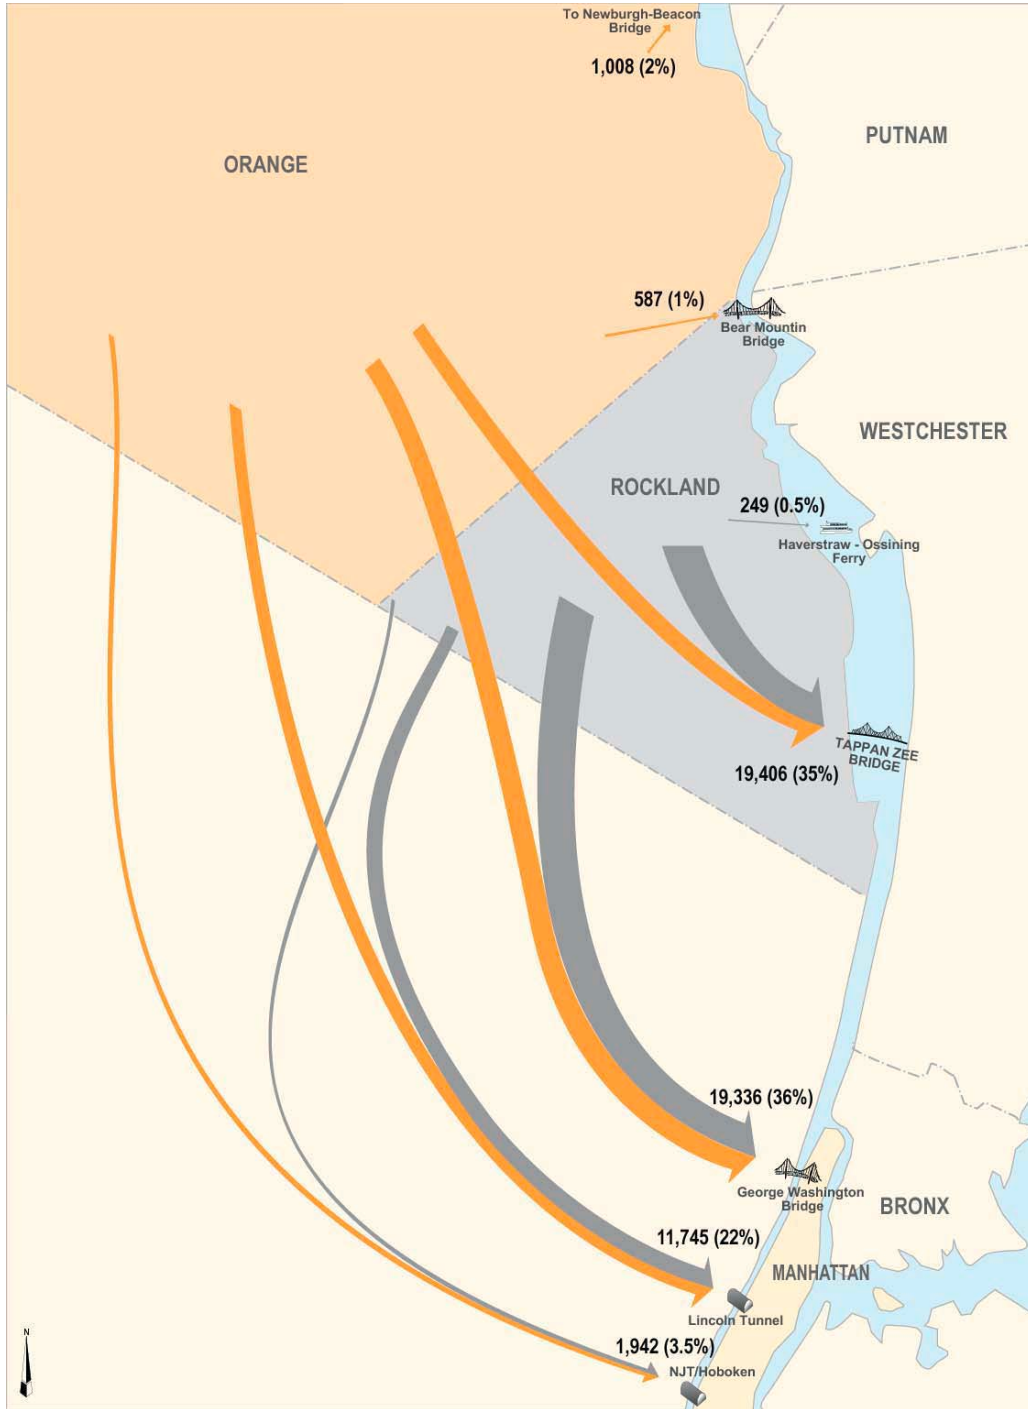 To Newburgh-Beacon
Bridge
1,008 (2%)
PUTNAM
ORANGE
587 (1%)
Bear Mountin
Bridge
WESTCHESTER
ROCKLAND
249 (0.5%)
Haverstraw - Ossining
Ferry
TAPPAN ZEE
BRIDGE
19,406 (35%)
19,336 (36%)
George Washington
Bridge
BRONX
11,745 (22%)
MANHATTAN
Lincoln Tunnel
N
1,942 (3.5%)
NJT/Hoboken